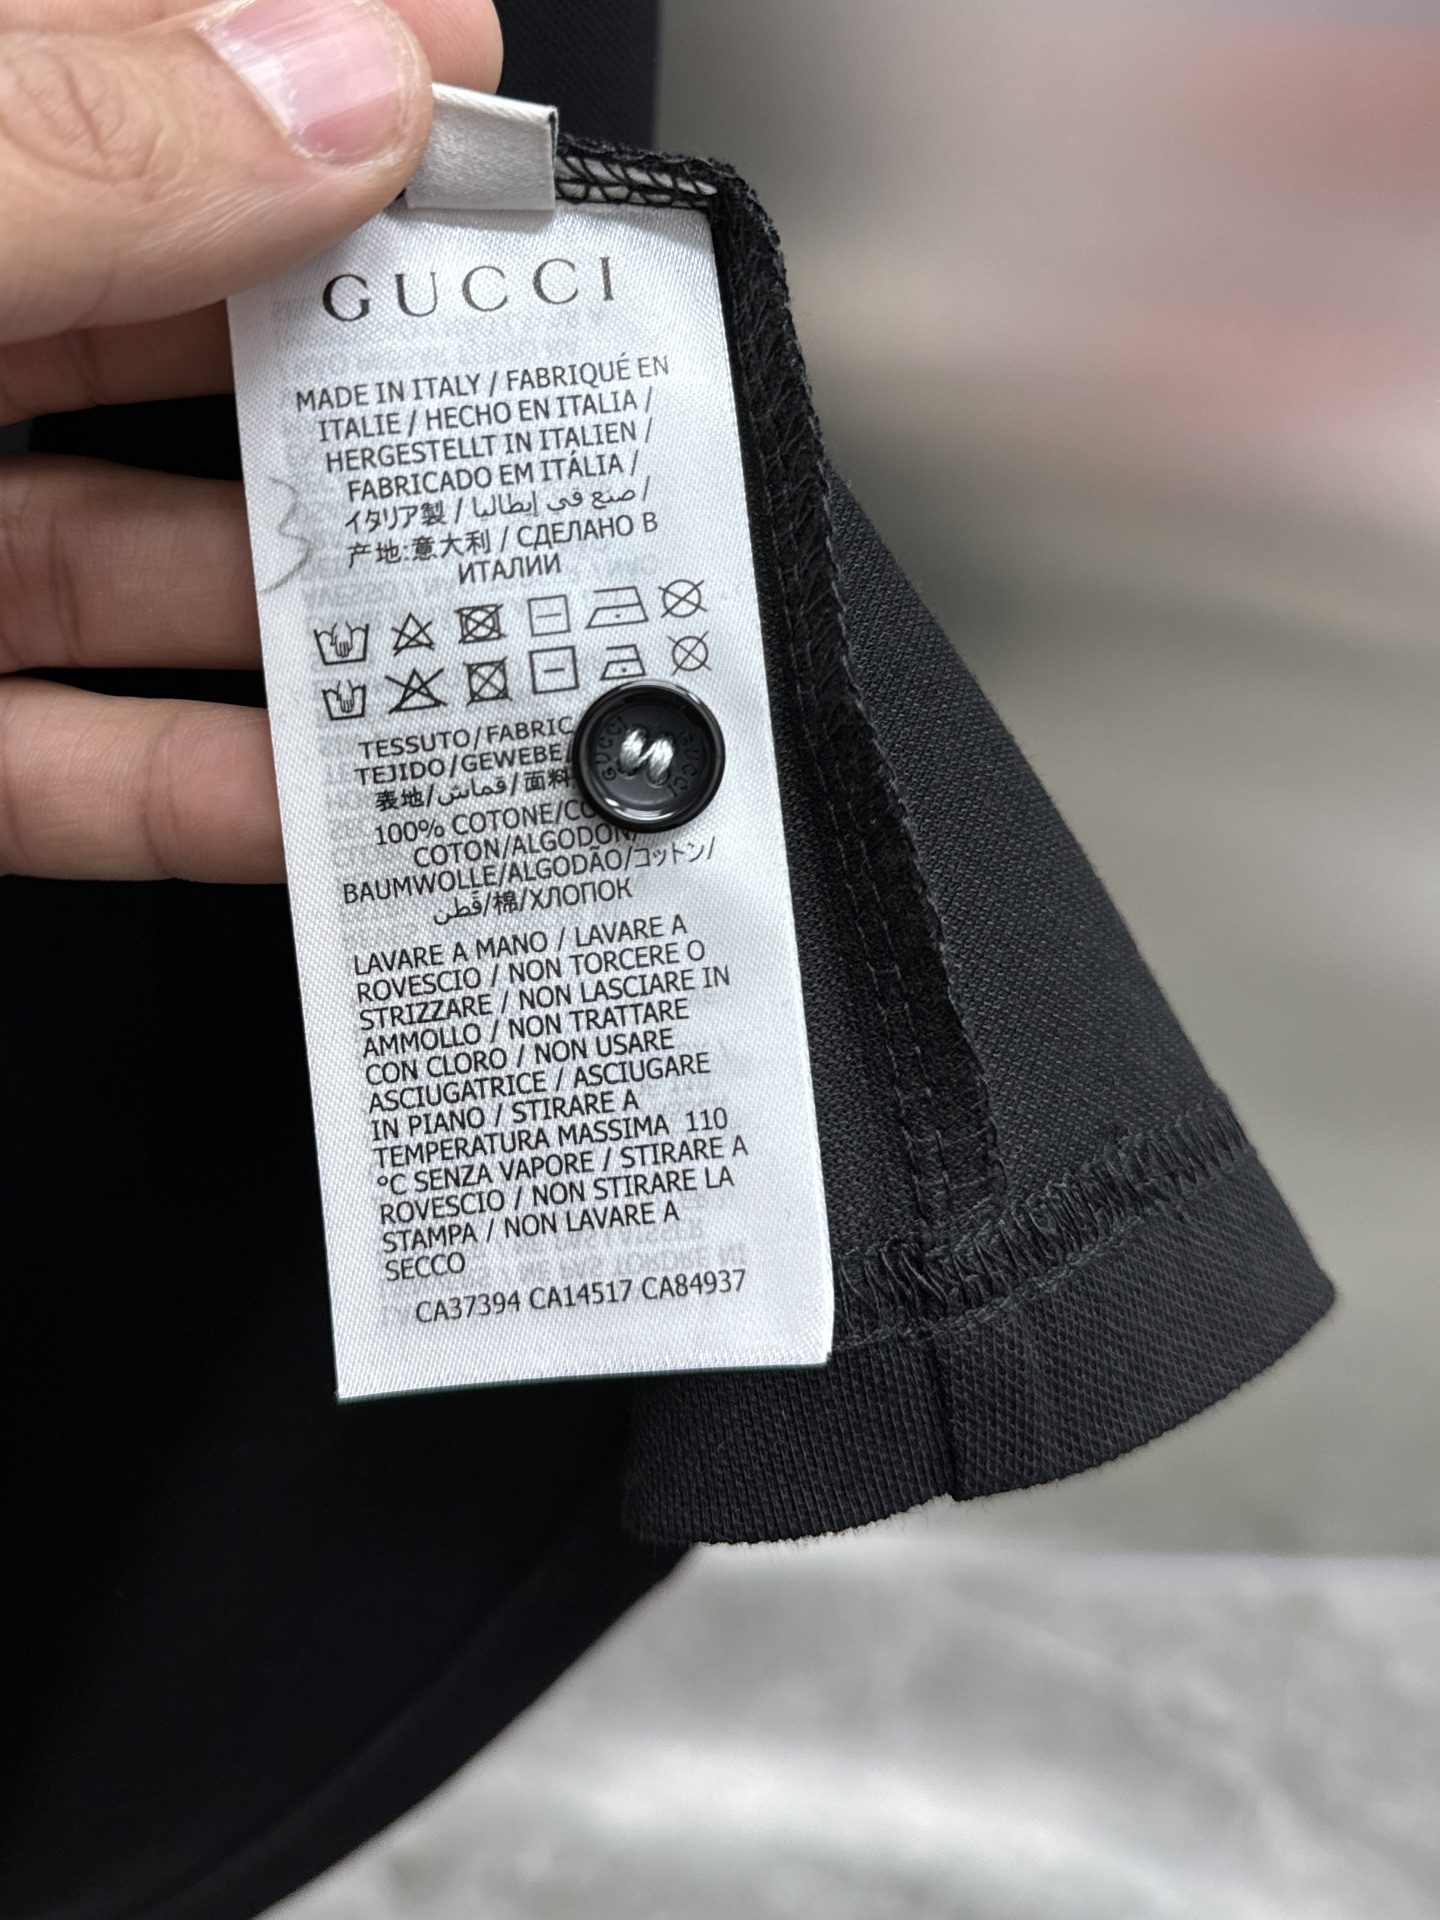 GUCCI
MADE IN ITALY / FABRIQUÉ EN
ITALIE / HECHO EN ITALIA /
HERGESTELLT IN ITALIEN /
FABRICADO EM ITÁLIA /
イタリア製 / صنع في إيطاليا /
产地:意大利 / СДЕЛАНО В
ИТАЛИИ
TESSUTO/FABRIC
TEJIDO/GEWEBE/
表地/قماش/面料
GUCCI GUCCI
100% COTONE/CO
COTON/ALGODON/
BAUMWOLLE/ALGODÃO/コットン/
قطن/棉/ХЛОПОК
LAVARE A MANO / LAVARE A
ROVESCIO / NON TORCERE O
STRIZZARE / NON LASCIARE IN
AMMOLLO / NON TRATTARE
CON CLORO / NON USARE
ASCIUGATRICE / ASCIUGARE
IN PIANO / STIRARE A
TEMPERATURA MASSIMA 110
°C SENZA VAPORE / STIRARE A
ROVESCIO / NON STIRARE LA
STAMPA / NON LAVARE A
SECCO
CA37394 CA14517 CA84937